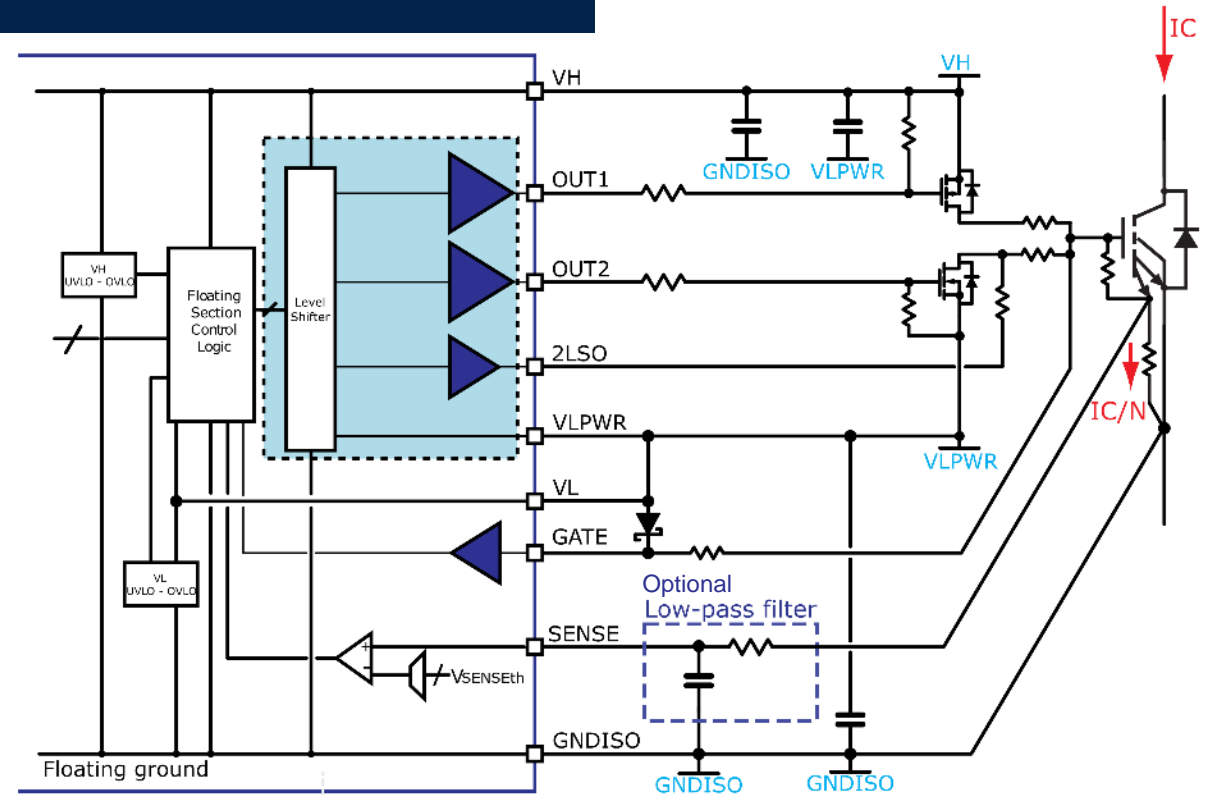 IC
VH
VH
GNDISO
VLPWR
OUT1
OUT2
VH
UVLO - OVLO
Floating
Section
Control
Logic
Level
Shifter
2LSO
IC/N
VLPWR
VLPWR
VL
GATE
VL
UVLO - OVLO
Optional
Low-pass filter
SENSE
VSENSEth
+
-
GNDISO
Floating ground
GNDISO
GNDISO